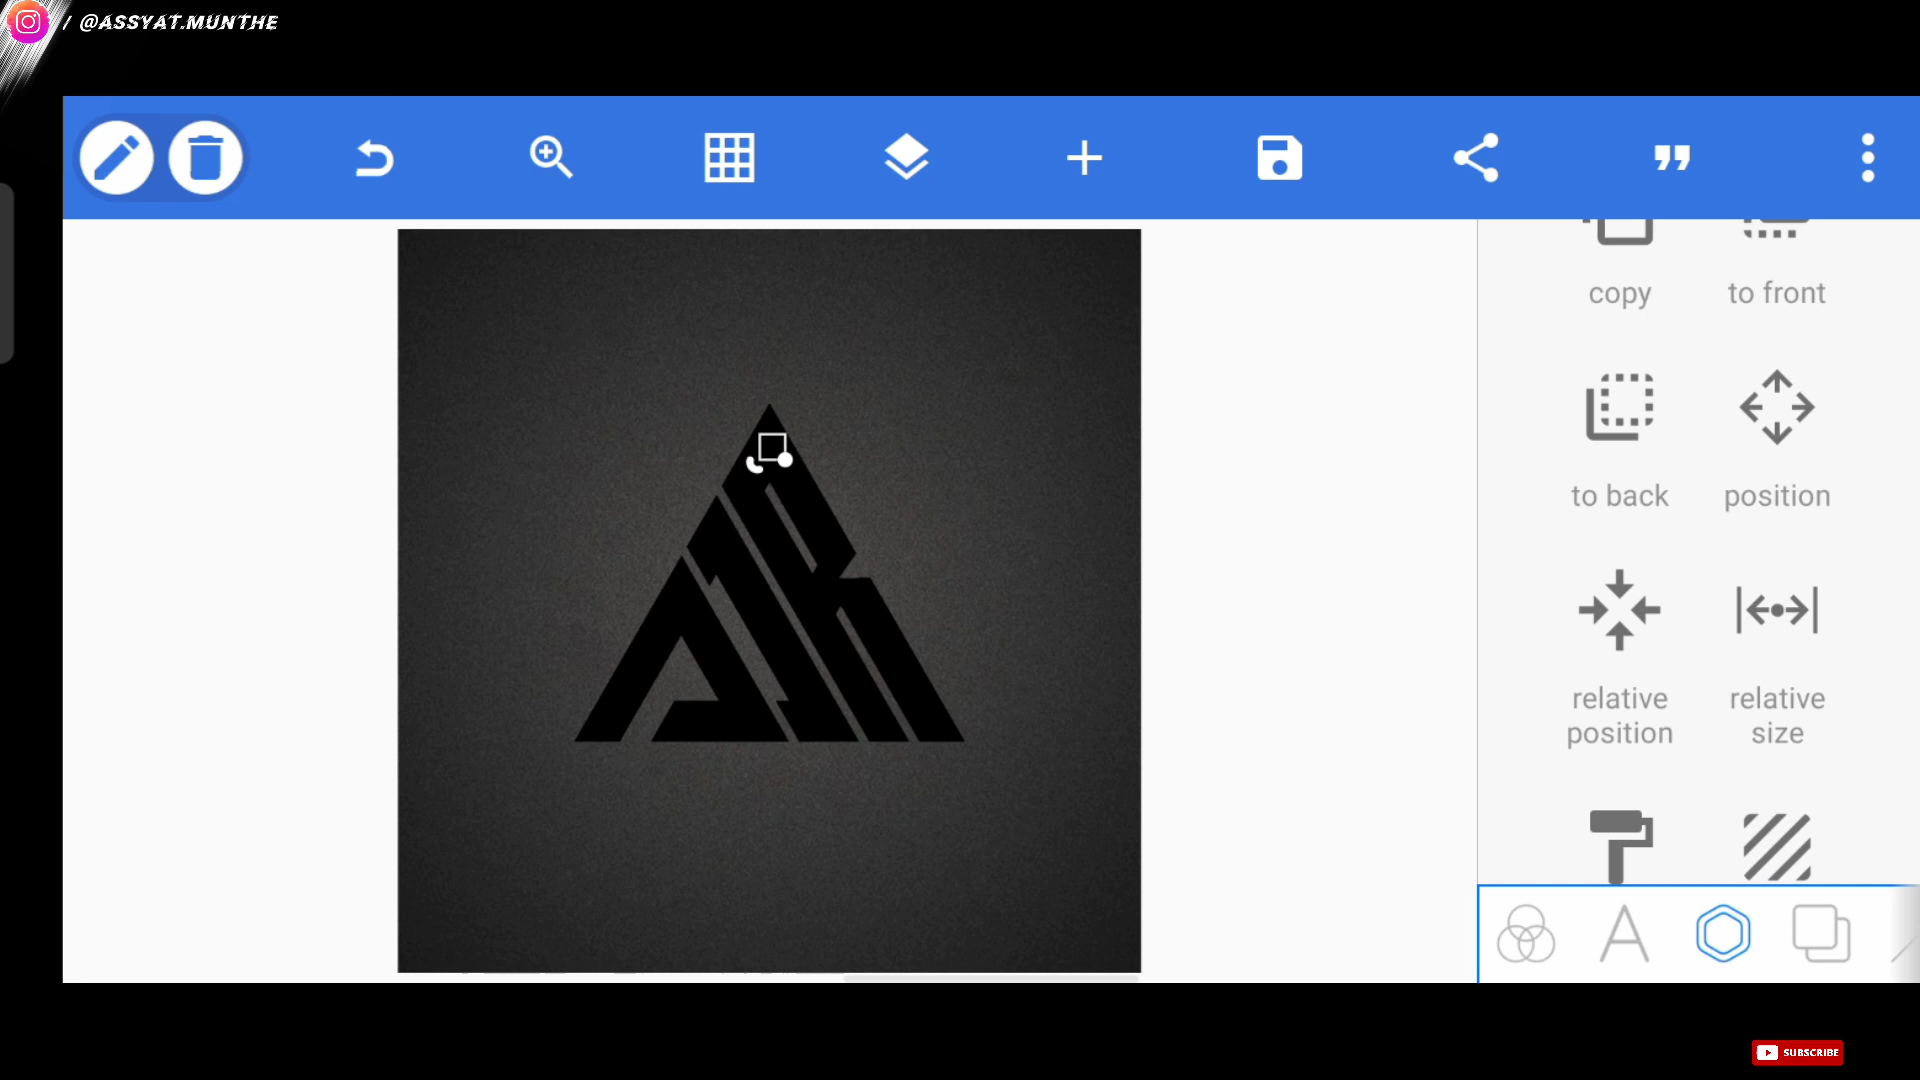 / @ASSYAT.MUNTHE
copy
to front
to back
position
relative
position
relative
size
SUBSCRIBE